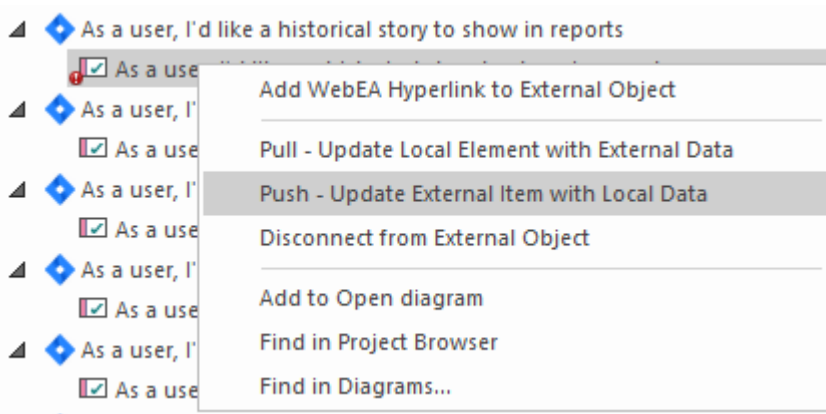 As a user, I'd like a historical story to show in reports
As a use
Add WebEA Hyperlink to External Object
As a user, I'
As a use
Pull - Update Local Element with External Data
As a user, I'
Push - Update External Item with Local Data
As a use
Disconnect from External Object
As a user, I'
As a use
Add to Open diagram
Find in Project Browser
As a user, I'
As a use
Find in Diagrams...